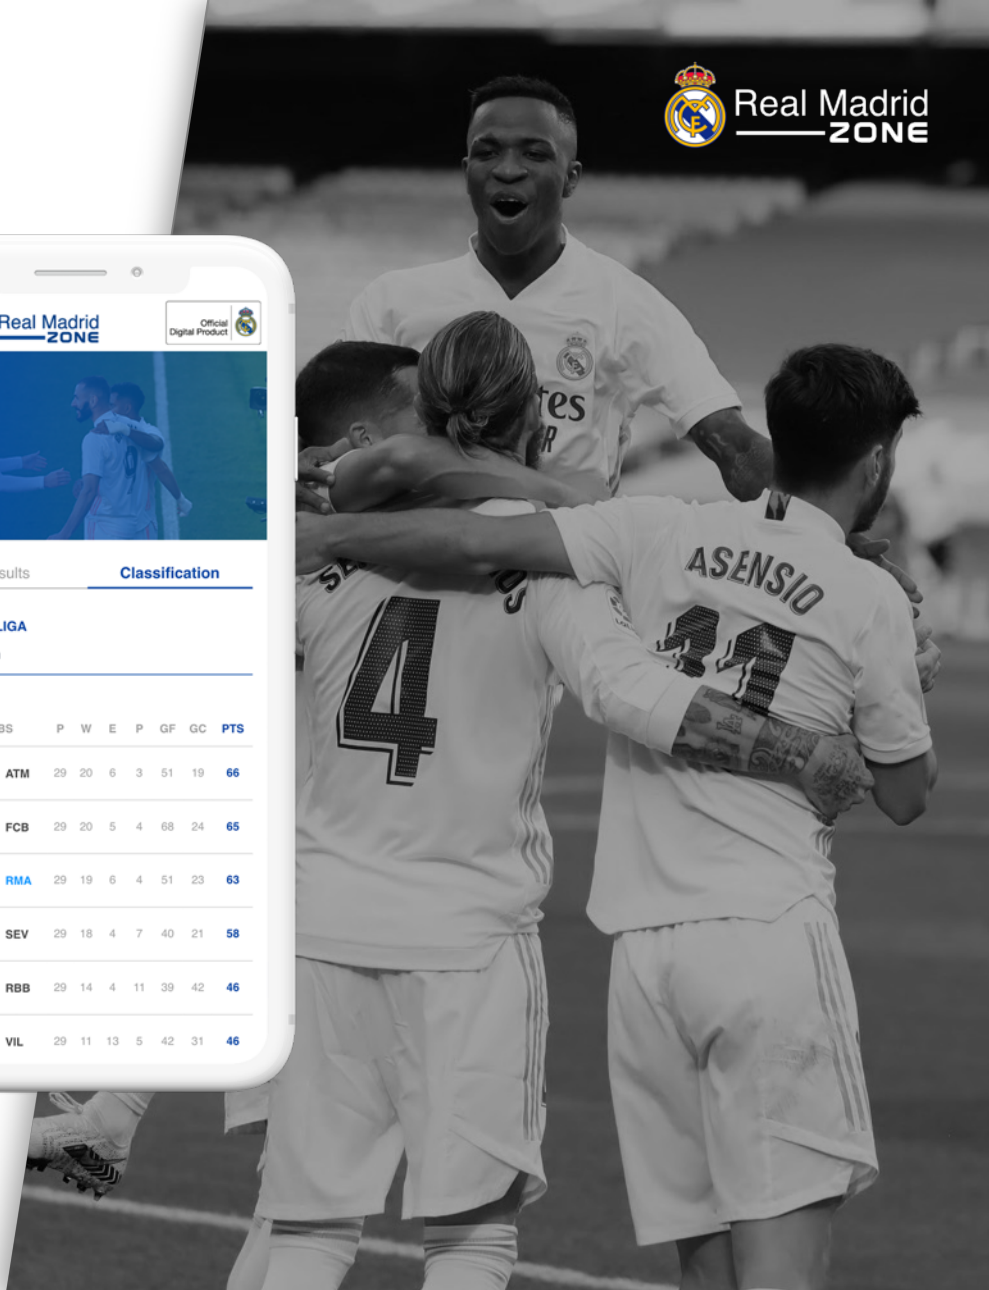 Real Madrid
ZONE
Real Madrid
ZONE
Official
Digital Product
tes
R
sults
Classification
LIGA
BS P W E P GF GC PTS
ATM 29 20 6 3 51 19 66
FCB 29 20 5 4 68 24 65
RMA 29 19 6 4 51 23 63
SEV 29 18 4 7 40 21 58
RBB 29 14 4 11 39 42 46
VIL 29 11 13 5 42 31 46
ASENSIO
11
4